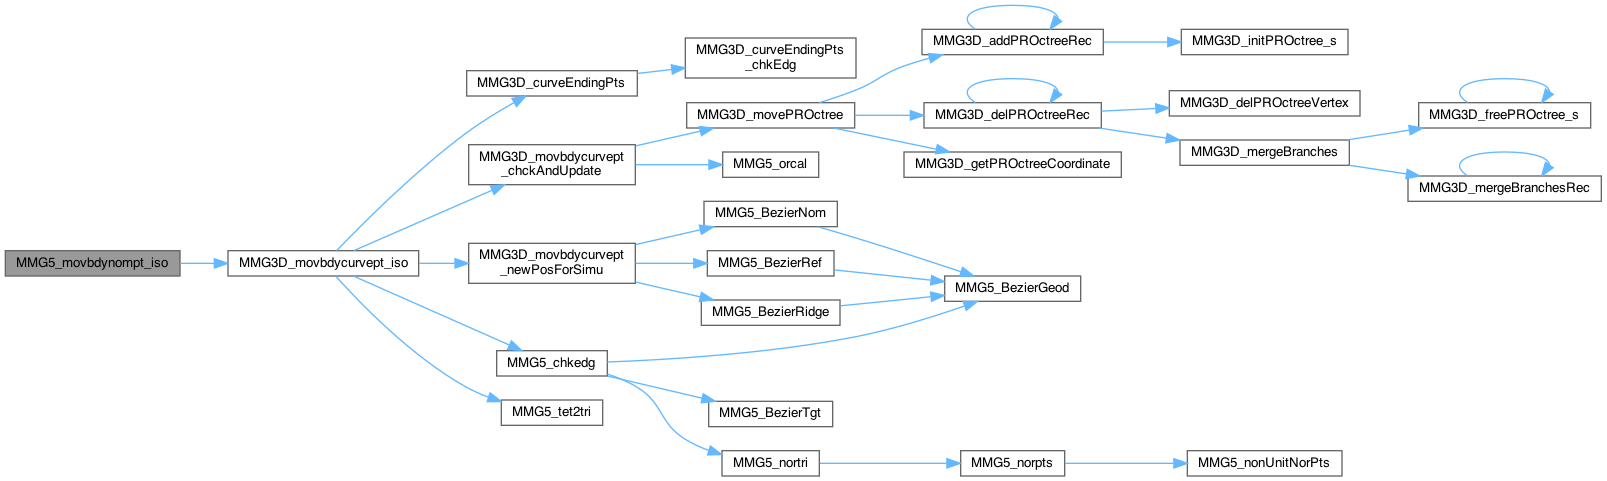 MMG5_movbdynompt_iso
MMG3D_movbdycurvept_iso
MMG3D_curveEndingPts
MMG3D_curveEndingPts
_chkEdg
MMG3D_movbdycurvept
_chckAndUpdate
MMG3D_movePROctree
MMG3D_addPROctreeRec
MMG3D_initPROctree_s
MMG3D_delPROctreeRec
MMG3D_delPROctreeVertex
MMG3D_mergeBranches
MMG3D_freePROctree_s
MMG3D_mergeBranchesRec
MMG3D_getPROctreeCoordinate
MMG5_orcal
MMG3D_movbdycurvept
_newPosForSimu
MMG5_BezierNom
MMG5_BezierRef
MMG5_BezierRidge
MMG5_BezierGeod
MMG5_chkedg
MMG5_BezierTgt
MMG5_nortri
MMG5_norpts
MMG5_nonUnitNorPts
MMG5_tet2tri